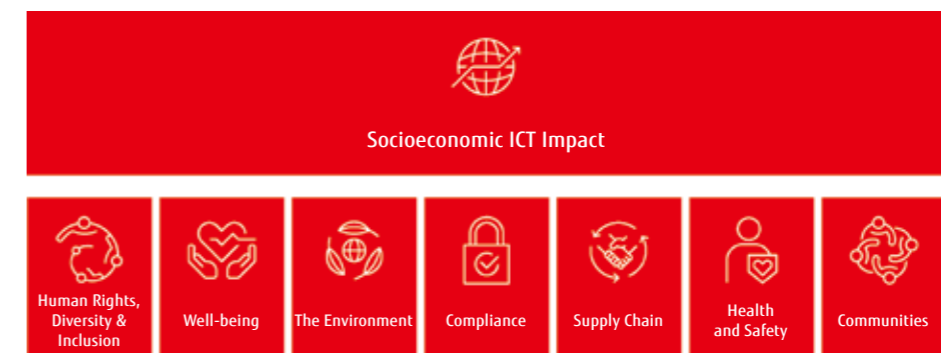 Socioeconomic ICT Impact
Human Rights,
Diversity &
Inclusion
Well-being
The Environment
Compliance
Supply Chain
Health
and Safety
Communities